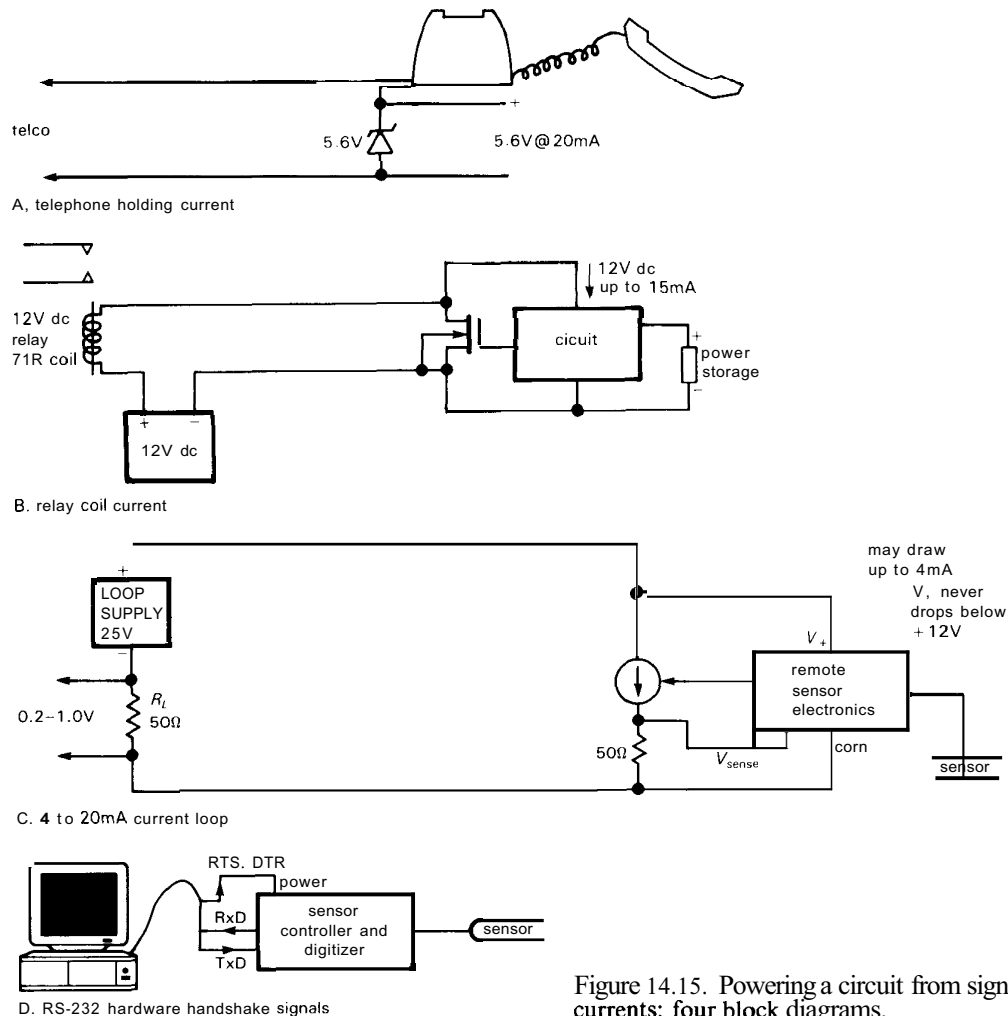 telco
5.6V
+
5.6V@20mA
A, telephone holding current
12V dc
relay
71R coil
+ −
12V dc
12V dc
up to 15mA
cicuit
+
power
storage
−
B. relay coil current
+
LOOP
SUPPLY
25V
−
0.2–1.0V
RL
50Ω
50Ω
Vsense
V+
remote
sensor
electronics
corn
may draw
up to 4mA
V, never
drops below
+12V
sensor
C. 4 to 20mA current loop
RTS. DTR
power
RxD
TxD
sensor
controller and
digitizer
sensor
D. RS-232 hardware handshake signals
Figure 14.15. Powering a circuit from sign
currents: four block diagrams.